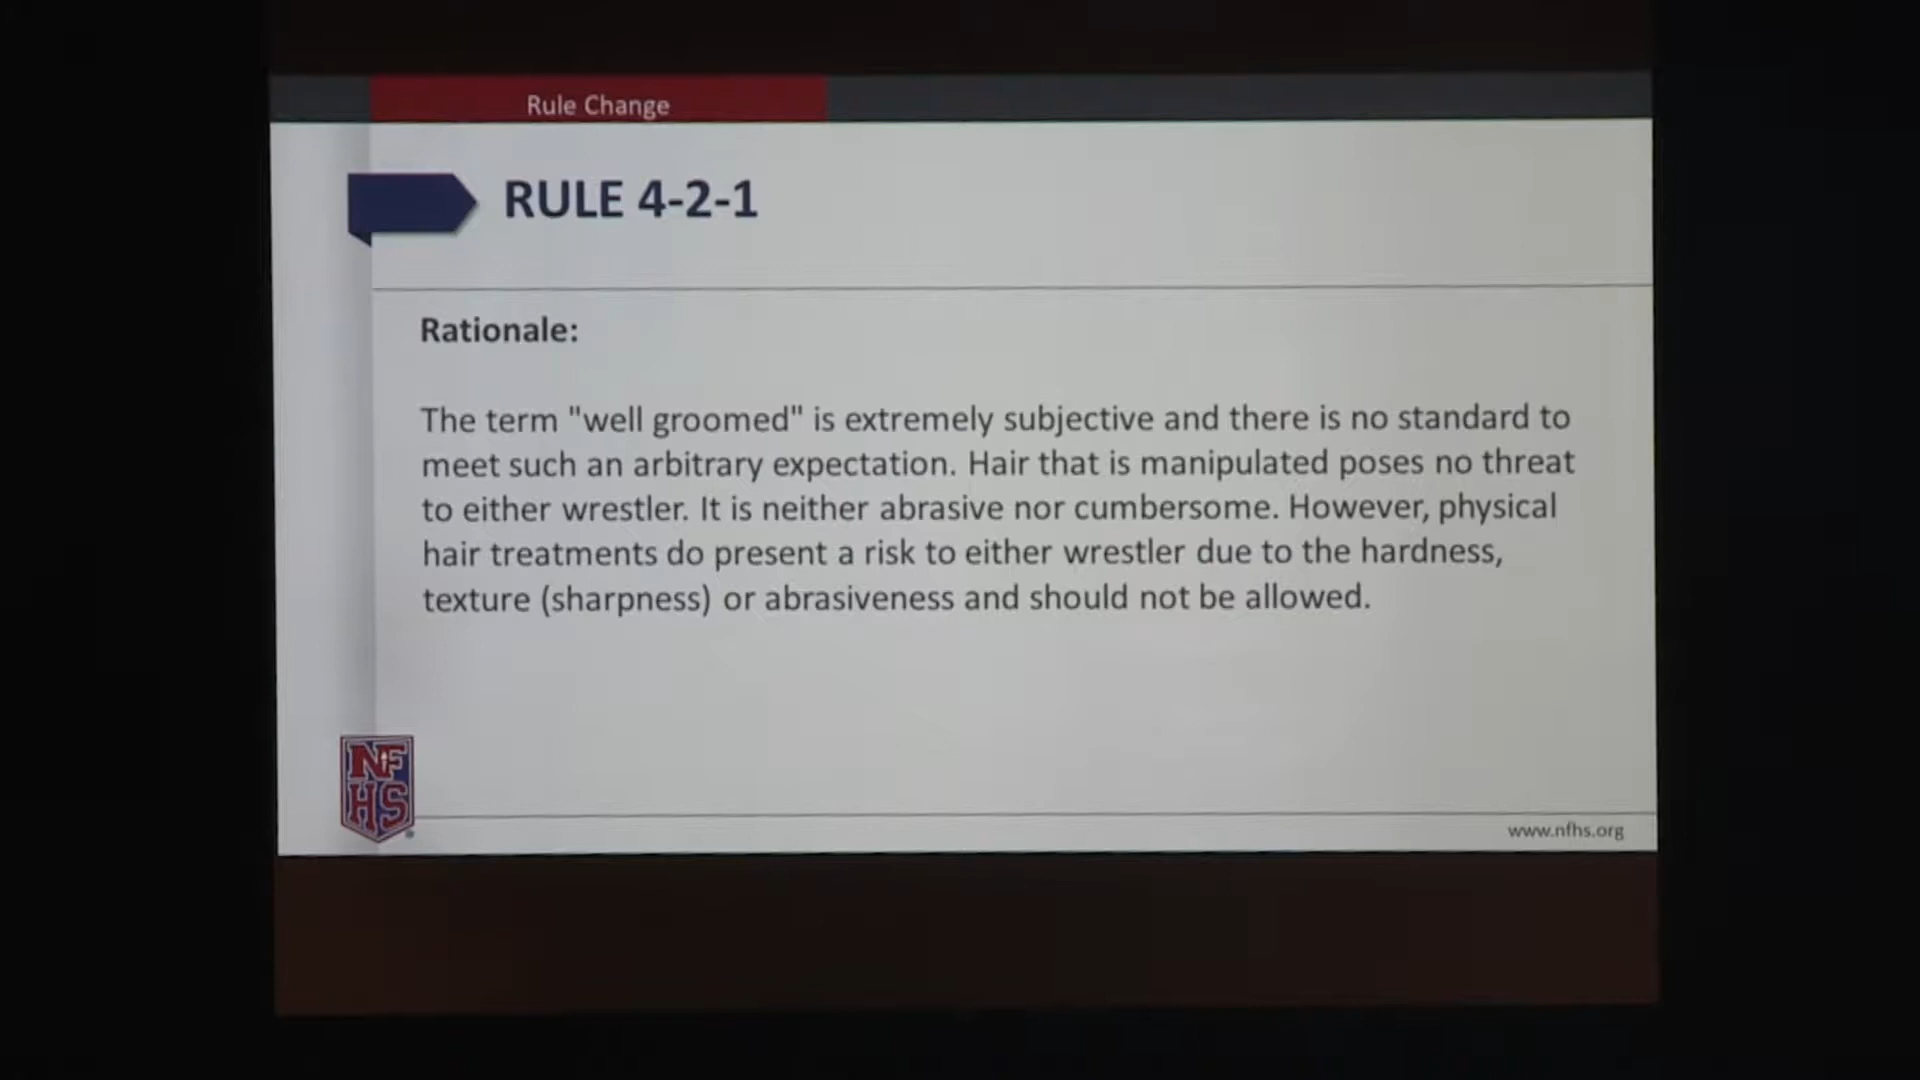 Rule Change
RULE 4-2-1
Rationale:
The term "well groomed" is extremely subjective and there is no standard to
meet such an arbitrary expectation. Hair that is manipulated poses no threat
to either wrestler. It is neither abrasive nor cumbersome. However, physical
hair treatments do present a risk to either wrestler due to the hardness,
texture (sharpness) or abrasiveness and should not be allowed.
NF
HS
www.nfhs.org